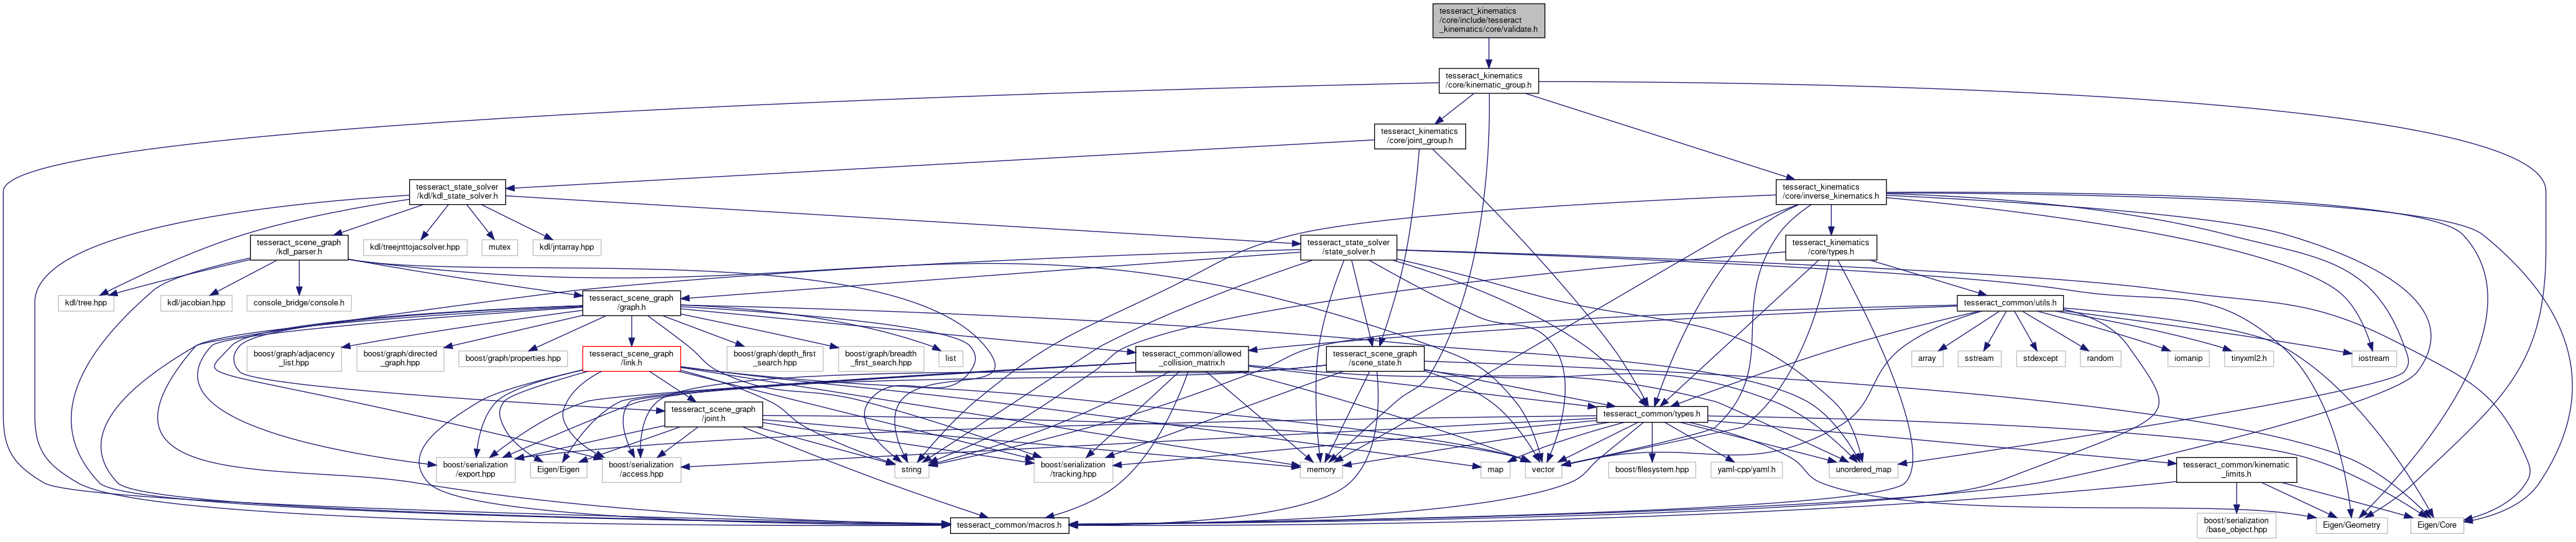 tesseract_kinematics
/core/include/tesseract
_kinematics/core/validate.h
tesseract_kinematics
/core/kinematic_group.h
tesseract_kinematics
/core/joint_group.h
tesseract_state_solver
/kdl/kdl_state_solver.h
tesseract_kinematics
/core/inverse_kinematics.h
tesseract_scene_graph
/kdl_parser.h
kdl/treejnttojacsolver.hpp
mutex
kdl/jntarray.hpp
tesseract_state_solver
/state_solver.h
tesseract_kinematics
/core/types.h
kdl/tree.hpp
kdl/jacobian.hpp
console_bridge/console.h
tesseract_scene_graph
/graph.h
tesseract_common/utils.h
boost/graph/adjacency
_list.hpp
boost/graph/directed
_graph.hpp
boost/graph/properties.hpp
tesseract_scene_graph
/link.h
boost/graph/depth_first
_search.hpp
boost/graph/breadth
_first_search.hpp
list
tesseract_common/allowed
_collision_matrix.h
tesseract_scene_graph
/scene_state.h
array
sstream
stdexcept
random
iomanip
tinyxml2.h
iostream
tesseract_scene_graph
/joint.h
tesseract_common/types.h
boost/serialization
/export.hpp
Eigen/Eigen
boost/serialization
/access.hpp
string
boost/serialization
/tracking.hpp
memory
map
vector
boost/filesystem.hpp
yaml-cpp/yaml.h
unordered_map
tesseract_common/kinematic
_limits.h
tesseract_common/macros.h
boost/serialization
/base_object.hpp
Eigen/Geometry
Eigen/Core